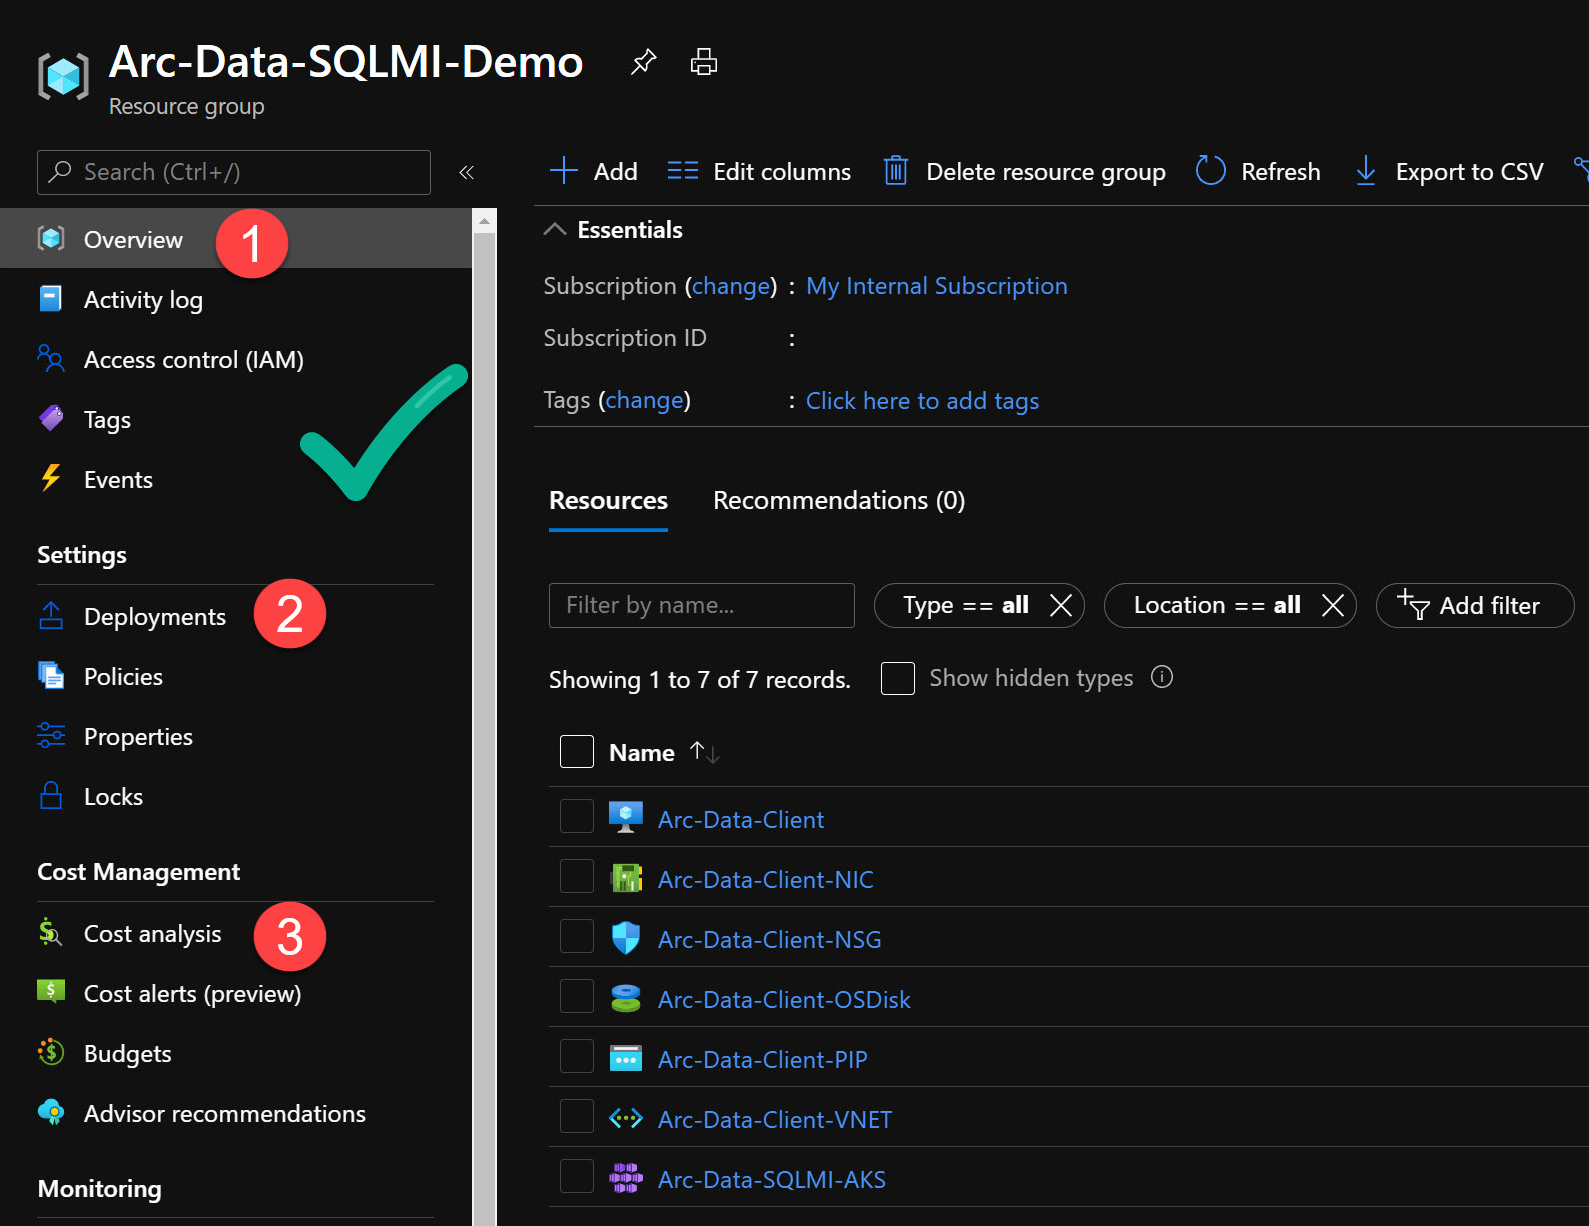 Arc-Data-SQLMI-Demo
Resource group
Search (Ctrl+/)
«
Add
Edit columns
Delete resource group
Refresh
Export to CSV
Overview
1
Activity log
Access control (IAM)
Tags
Events
Settings
Deployments
2
Policies
Properties
Locks
Cost Management
Cost analysis
3
Cost alerts (preview)
Budgets
Advisor recommendations
Monitoring
Essentials
Subscription (change) : My Internal Subscription
Subscription ID :
Tags (change) : Click here to add tags
Resources
Recommendations (0)
Filter by name...
Type == all
Location == all
Add filter
Showing 1 to 7 of 7 records.
Show hidden types
Name ↑↓
Arc-Data-Client
Arc-Data-Client-NIC
Arc-Data-Client-NSG
Arc-Data-Client-OSDisk
Arc-Data-Client-PIP
Arc-Data-Client-VNET
Arc-Data-SQLMI-AKS